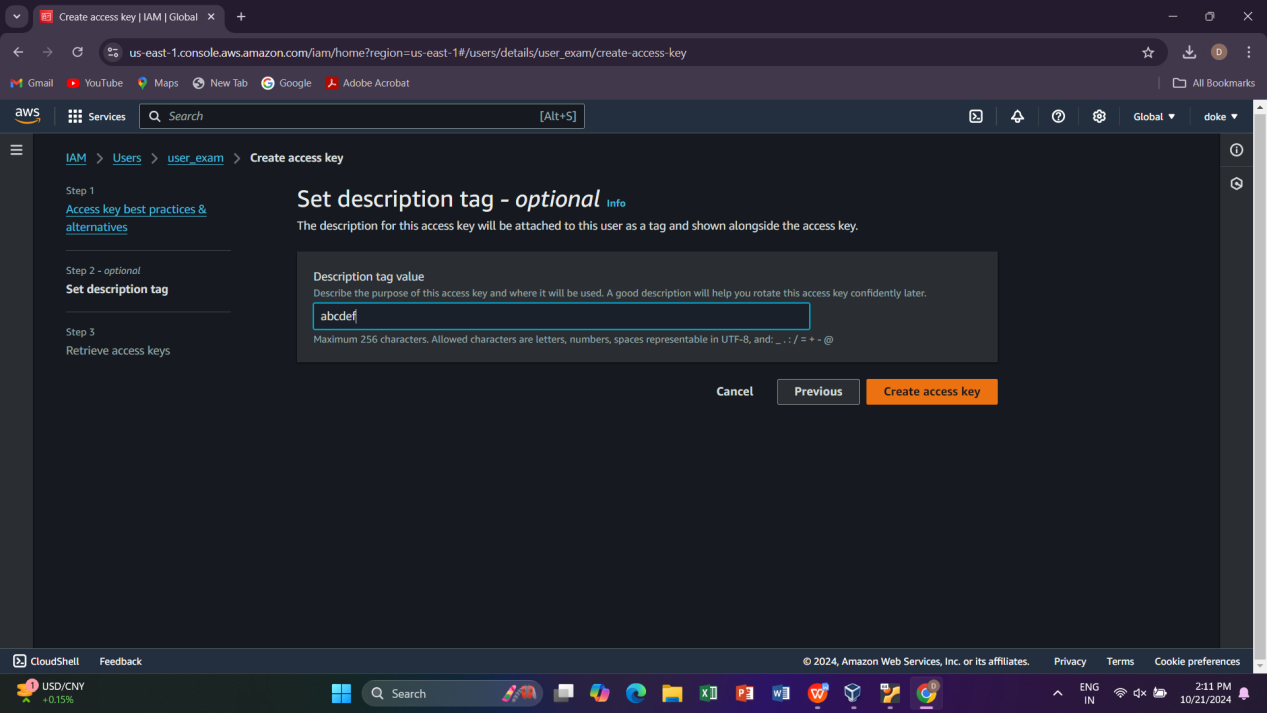 Create access key | IAM | Global
us-east-1.console.aws.amazon.com/iam/home?region=us-east-1#/users/details/user_exam/create-access-key
D
Gmail
YouTube
Maps
New Tab
Google
Adobe Acrobat
All Bookmarks
aws
Services
Search
[Alt+S]
Global
doke
IAM > Users > user_exam > Create access key
Step 1
Access key best practices &
alternatives
Step 2 - optional
Set description tag
Step 3
Retrieve access keys
Set description tag - optional Info
The description for this access key will be attached to this user as a tag and shown alongside the access key.
Description tag value
Describe the purpose of this access key and where it will be used. A good description will help you rotate this access key confidently later.
abcdef
Maximum 256 characters. Allowed characters are letters, numbers, spaces representable in UTF-8, and: _ . : / = + - @
Cancel
Previous
Create access key
CloudShell
Feedback
© 2024, Amazon Web Services, Inc. or its affiliates.
Privacy
Terms
Cookie preferences
1
USD/CNY
+0.15%
Search
D
ENG
IN
2:11 PM
10/21/2024